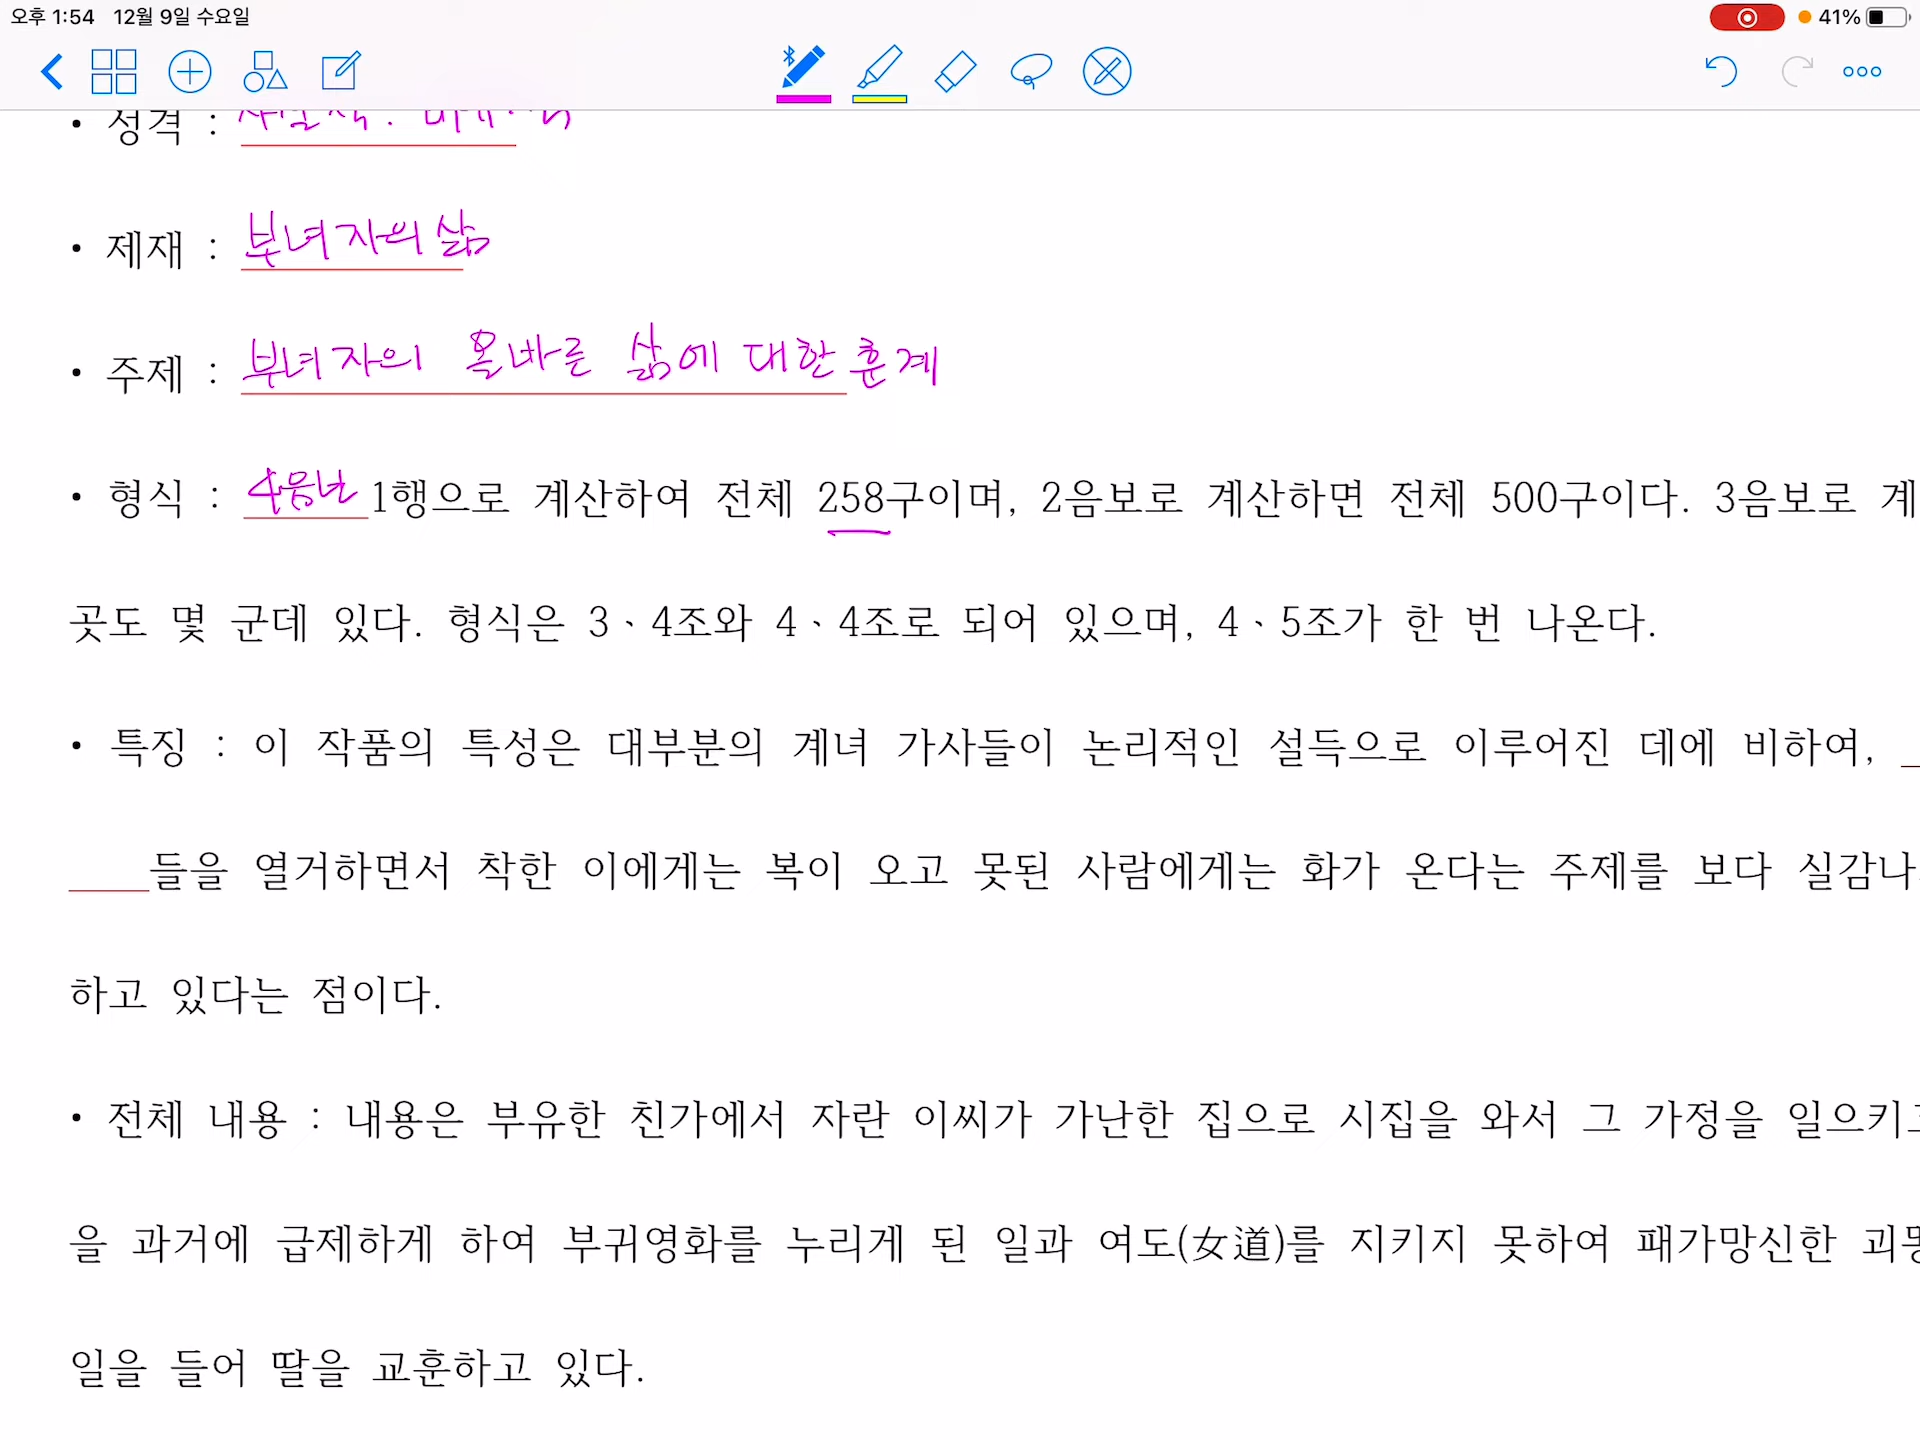 오후 1:54 12월 9일 수요일
41%
• 성격 :
• 제재 : 부녀자의 삶
• 주제 : 부녀자의 올바른 삶에 대한 훈계
• 형식 : 4음보 1행으로 계산하여 전체 258구이며, 2음보로 계산하면 전체 500구이다. 3음보로 계
곳도 몇 군데 있다. 형식은 3、4조와 4、4조로 되어 있으며, 4、5조가 한 번 나온다.
• 특징 : 이 작품의 특성은 대부분의 계녀 가사들이 논리적인 설득으로 이루어진 데에 비하여,
들을 열거하면서 착한 이에게는 복이 오고 못된 사람에게는 화가 온다는 주제를 보다 실감나
하고 있다는 점이다.
• 전체 내용 : 내용은 부유한 친가에서 자란 이씨가 가난한 집으로 시집을 와서 그 가정을 일으키고
을 과거에 급제하게 하여 부귀영화를 누리게 된 일과 여도(女道)를 지키지 못하여 패가망신한
일을 들어 딸을 교훈하고 있다.